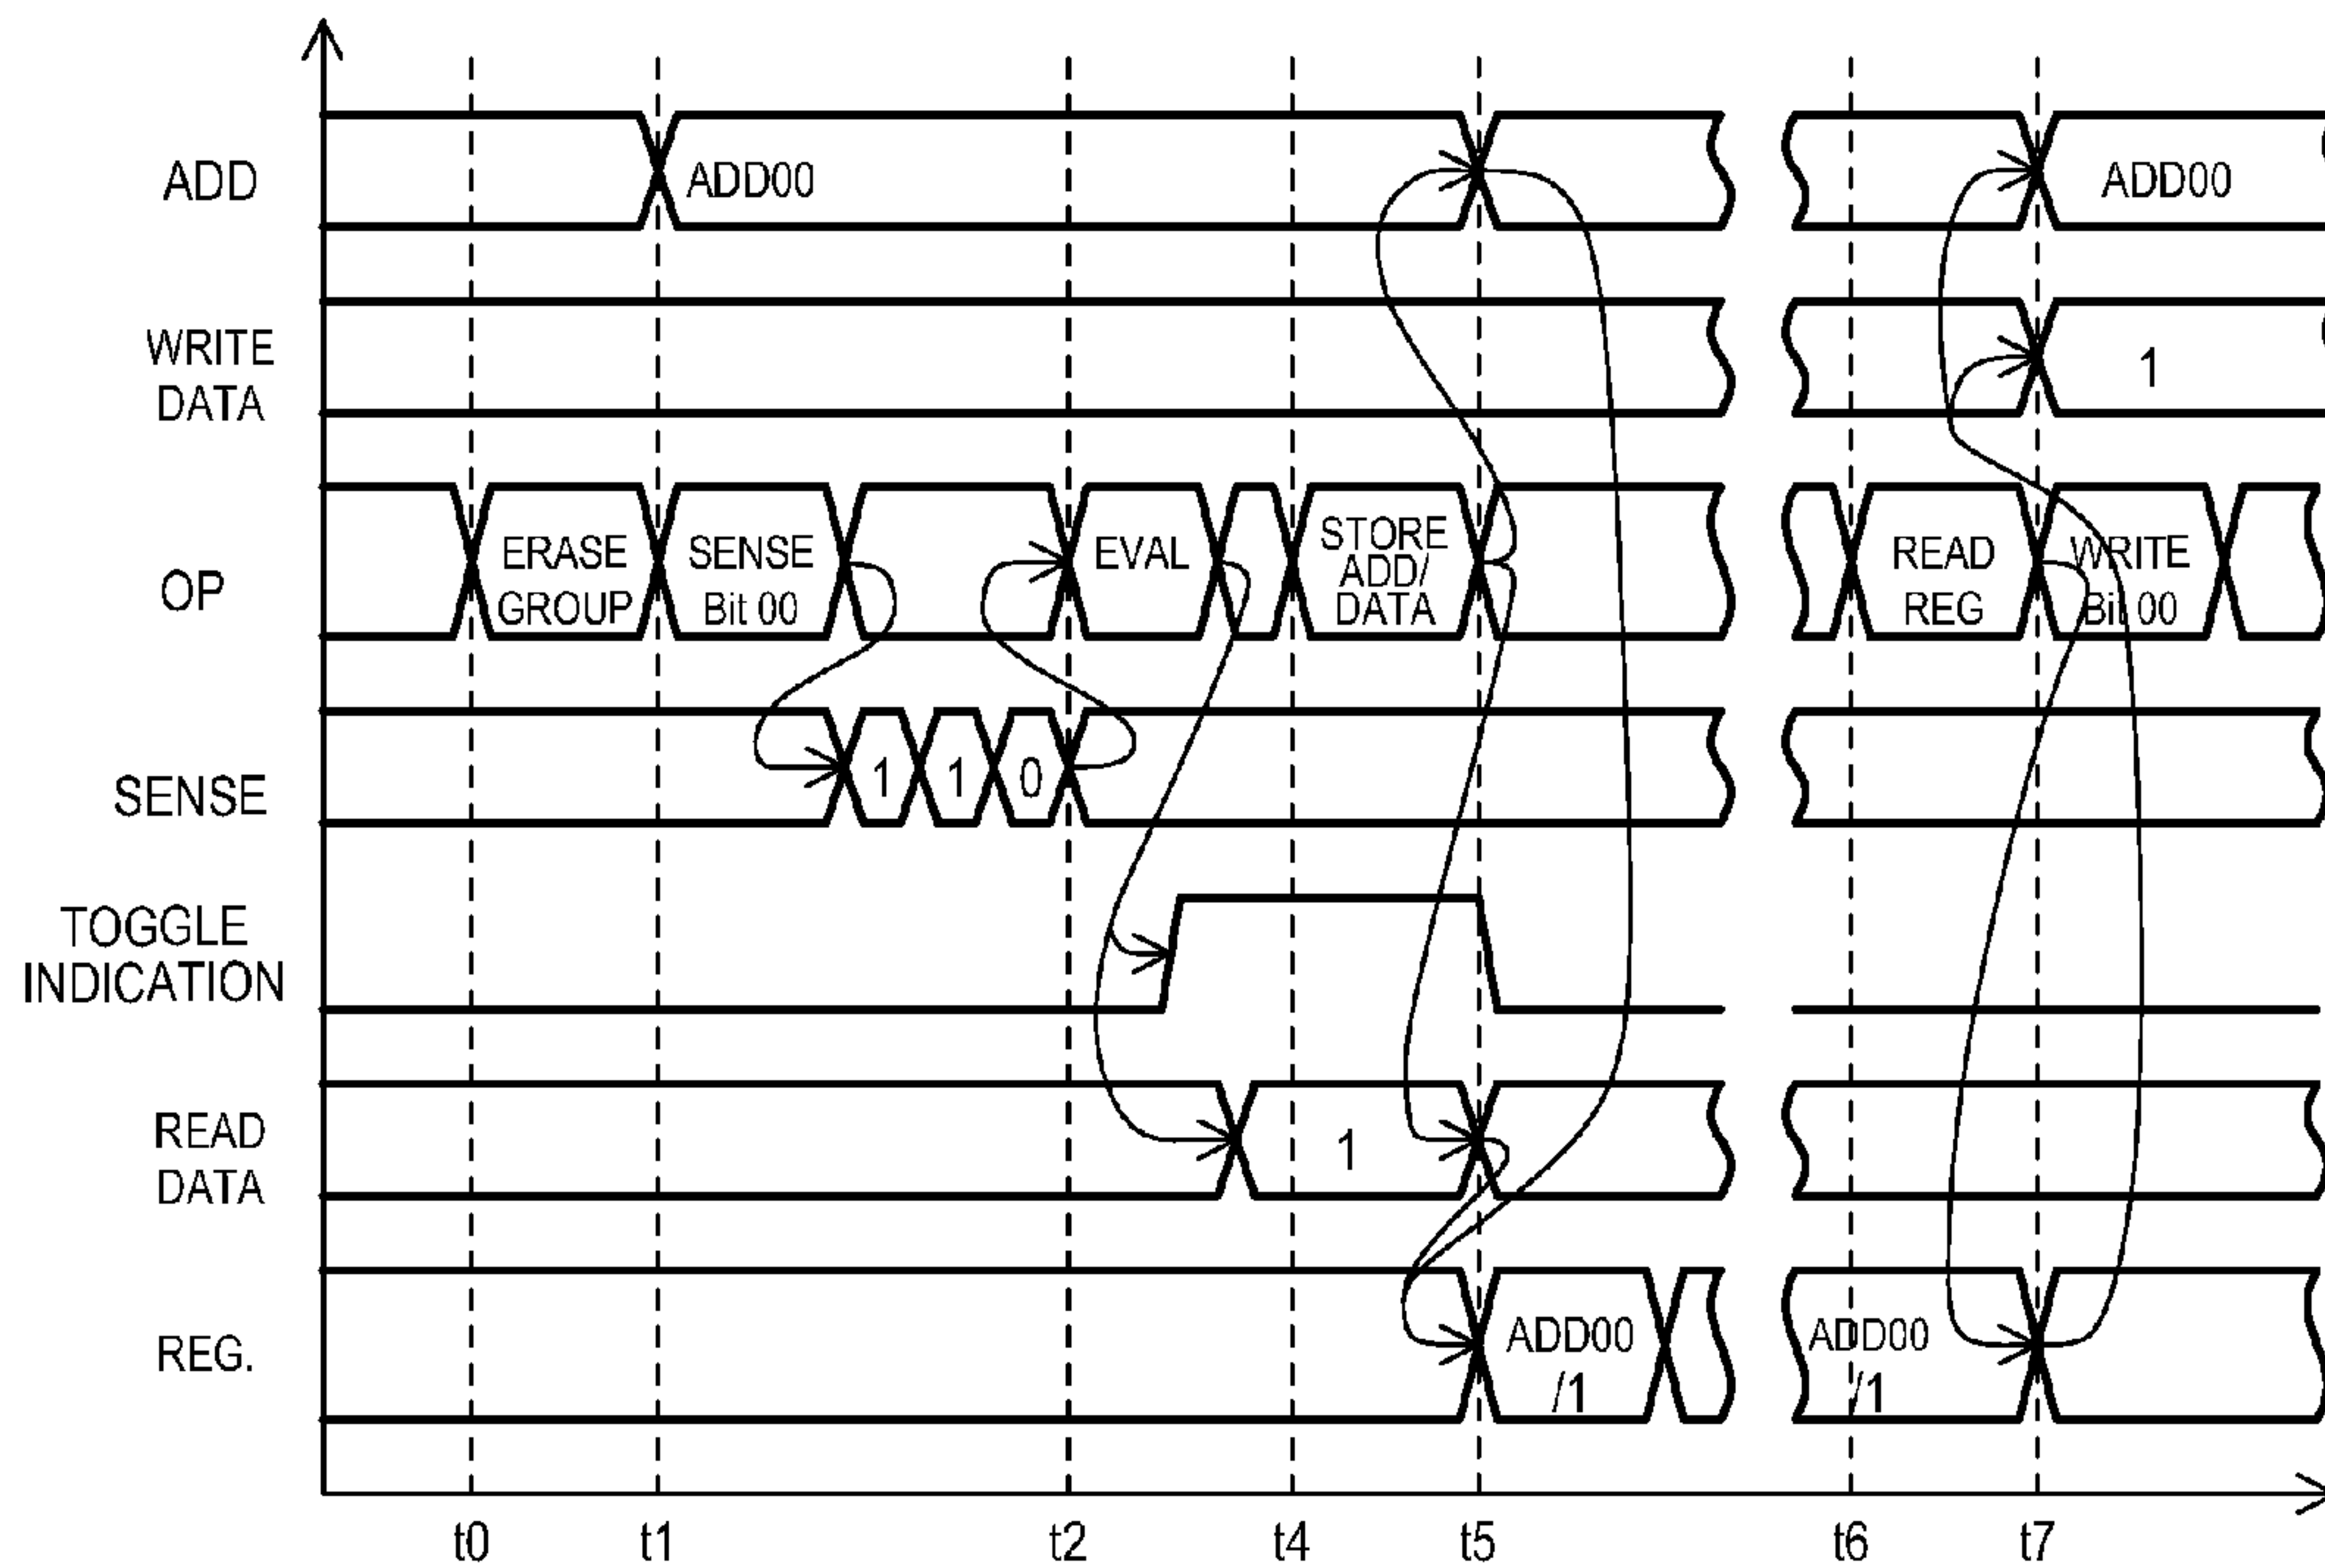 ADD
ADD00
ADD00
WRITE
DATA
1
OP
ERASE
GROUP
SENSE
Bit 00
EVAL
STORE
ADD/
DATA
READ
REG
WRITE
Bit 00
SENSE
1 1 0
TOGGLE
INDICATION
READ
DATA
1
REG.
ADD00
/1
ADD00
/1
t0 t1 t2 t4 t5 t6 t7